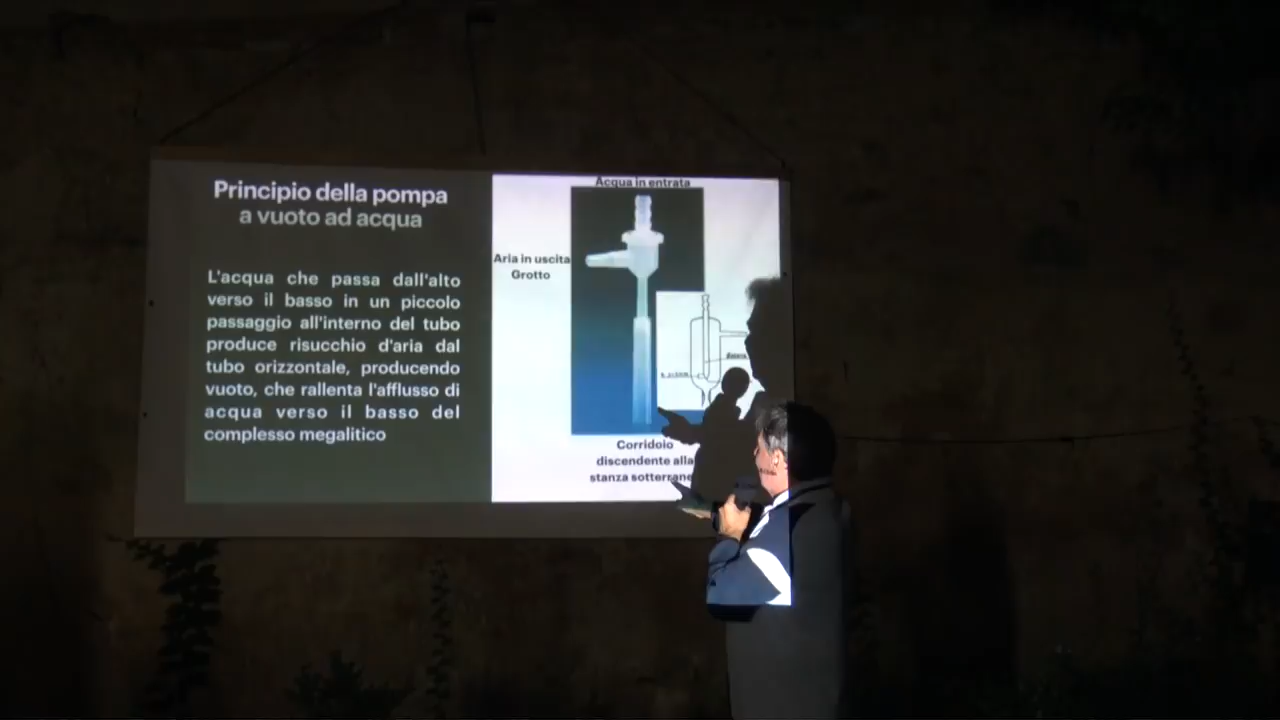 Principio della pompa
a vuoto ad acqua
L'acqua che passa dall'alto
verso il basso in un piccolo
passaggio all'interno del tubo
produce risucchio d'aria dal
tubo orizzontale, producendo
vuoto, che rallenta l'afflusso di
acqua verso il basso del
complesso megalitico
Acqua in entrata
Aria in uscita
Grotto
Corridoio
discendente alla
stanza